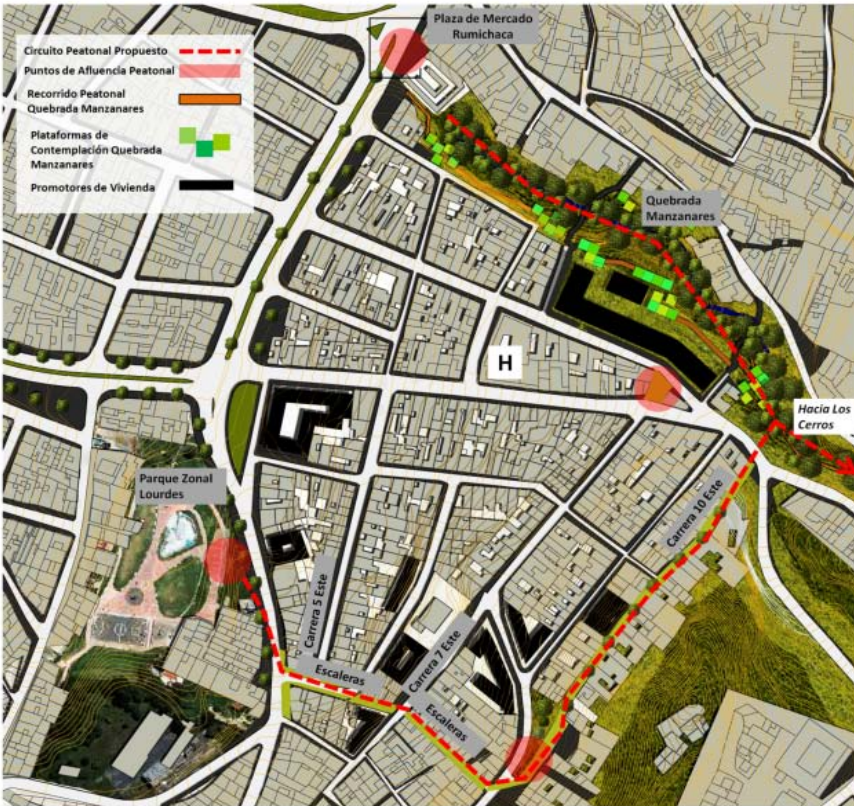 Plaza de Mercado
Rumichaca
Circuito Peatonal Propuesto
Puntos de Afluencia Peatonal
Recorrido Peatonal
Quebrada Manzanares
Plataformas de
Contemplación Quebrada
Manzanares
Promotores de Vivienda
Quebrada
Manzanares
H
Hacia Los
Cerros
Parque Zonal
Lourdes
Carrera 10 Este
Carrera 5 Este
Carrera 7 Este
Escaleras
Escaleras